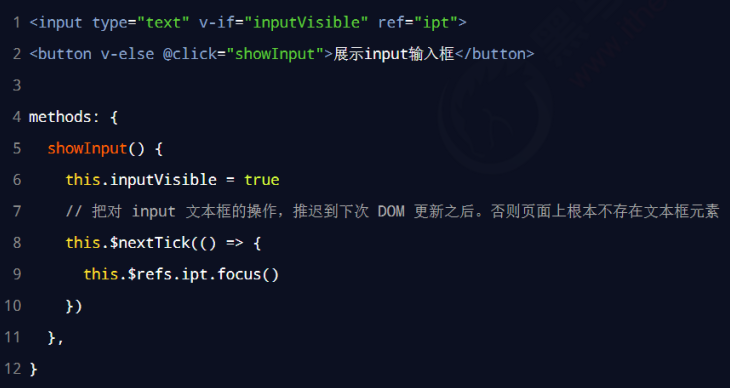 1 <input type="text" v-if="inputVisible" ref="ipt">
2 <button v-else @click="showInput">展示input输入框</button>
3
4 methods: {
5   showInput() {
6     this.inputVisible = true
7     // 把对 input 文本框的操作，推迟到下次 DOM 更新之后。否则页面上根本不存在文本框元素
8     this.$nextTick(() => {
9       this.$refs.ipt.focus()
10     })
11   },
12 }